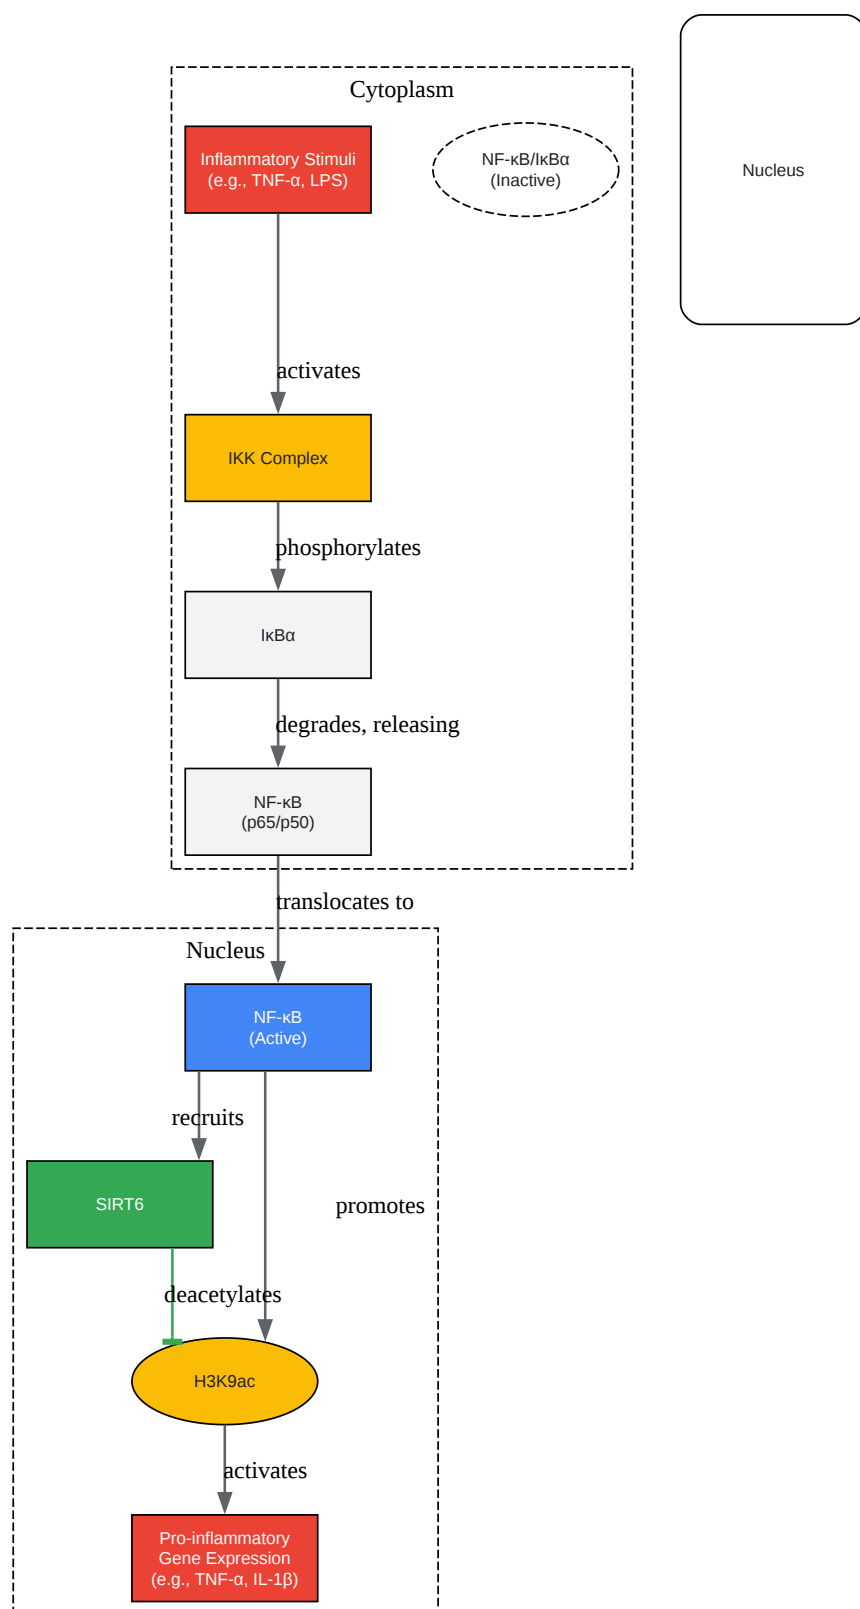 Cytoplasm
Inflammatory Stimuli
(e.g., TNF-α, LPS)
NF-κB/IκBα
(Inactive)
Nucleus
activates
IKK Complex
phosphorylates
IκBα
degrades, releasing
NF-κB
(p65/p50)
translocates to
Nucleus
NF-κB
(Active)
recruits
SIRT6
promotes
deacetylates
H3K9ac
activates
Pro-inflammatory
Gene Expression
(e.g., TNF-α, IL-1β)